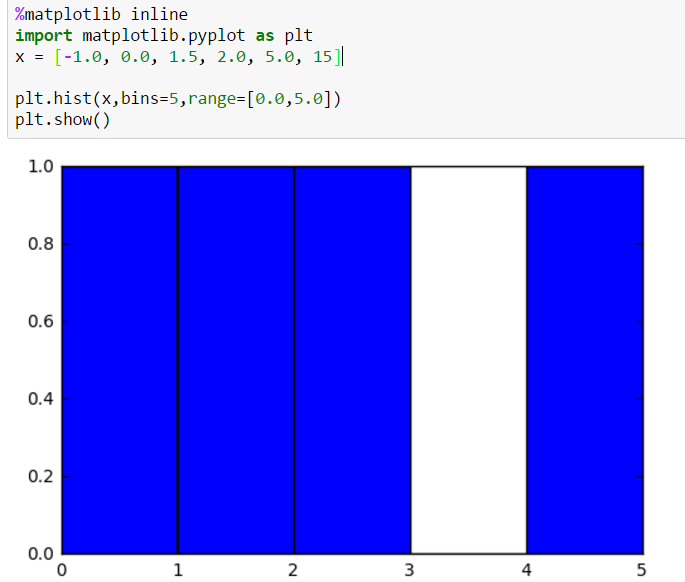 %matplotlib inline
import matplotlib.pyplot as plt
x = [-1.0, 0.0, 1.5, 2.0, 5.0, 15]
plt.hist(x,bins=5,range=[0.0,5.0])
plt.show()
1.0
0.8
0.6
0.4
0.2
0.0
0 1 2 3 4 5